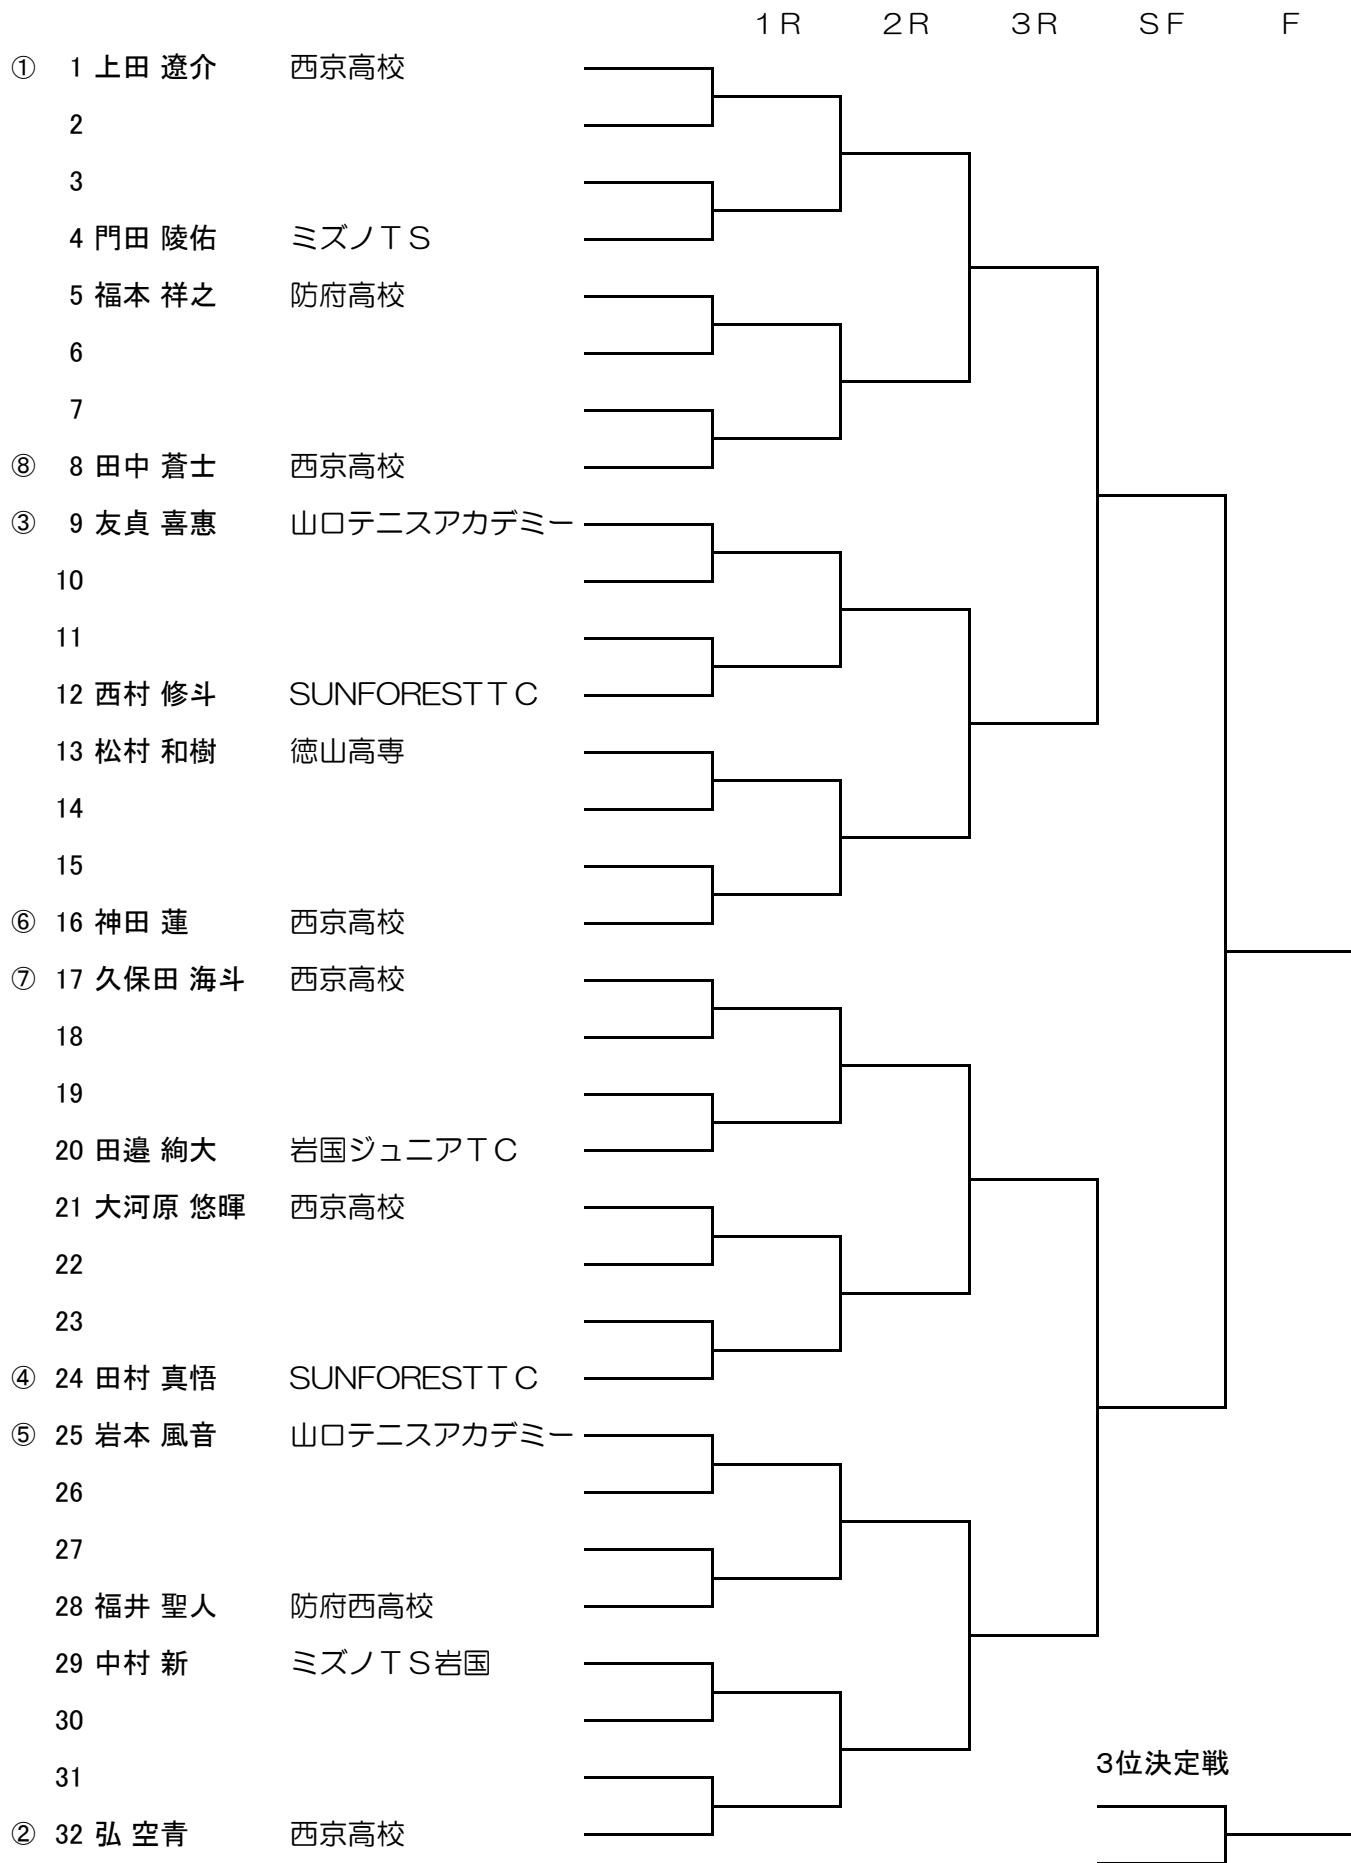 １Ｒ ２Ｒ ３Ｒ ＳＦ Ｆ
① 1 上田 遼介 西京高校
2
3
4 門田 陵佑 ミズノＴＳ
5 福本 祥之 防府高校
6
7
⑧ 8 田中 蒼士 西京高校
③ 9 友貞 喜惠 山口テニスアカデミー
10
11
12 西村 修斗 SUNFORESTＴＣ
13 松村 和樹 徳山高専
14
15
⑥ 16 神田 蓮 西京高校
⑦ 17 久保田 海斗 西京高校
18
19
20 田邉 絢大 岩国ジュニアＴＣ
21 大河原 悠暉 西京高校
22
23
④ 24 田村 真悟 SUNFORESTＴＣ
⑤ 25 岩本 風音 山口テニスアカデミー
26
27
28 福井 聖人 防府西高校
29 中村 新 ミズノＴＳ岩国
30
31
3位決定戦
② 32 弘 空青 西京高校